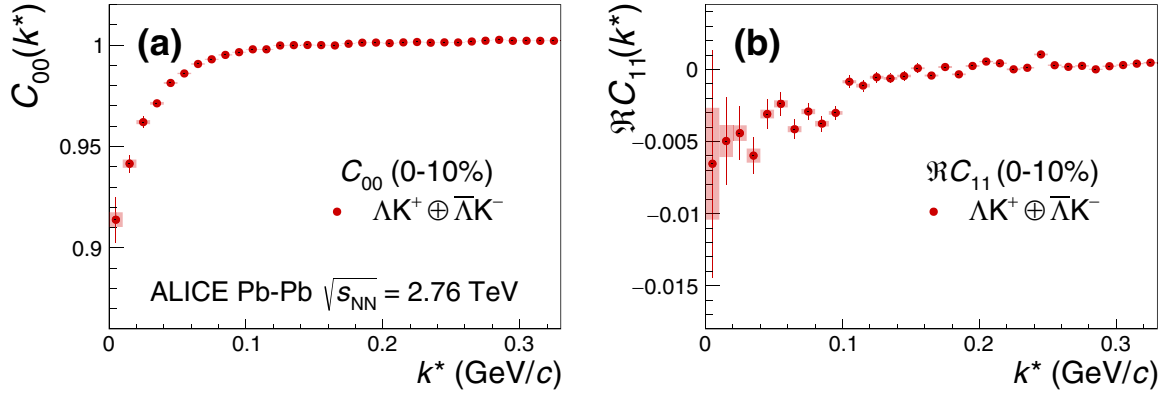 (a)
C₀₀(k*)
1
0.95
0.9
C₀₀ (0-10%)
ΛK⁺ ⊕ Λ̅K⁻
ALICE Pb-Pb √s_NN = 2.76 TeV
0 0.1 0.2 0.3
k* (GeV/c)
(b)
ℜC₁₁(k*)
0
−0.005
−0.01
−0.015
ℜC₁₁ (0-10%)
ΛK⁺ ⊕ Λ̅K⁻
0 0.1 0.2 0.3
k* (GeV/c)